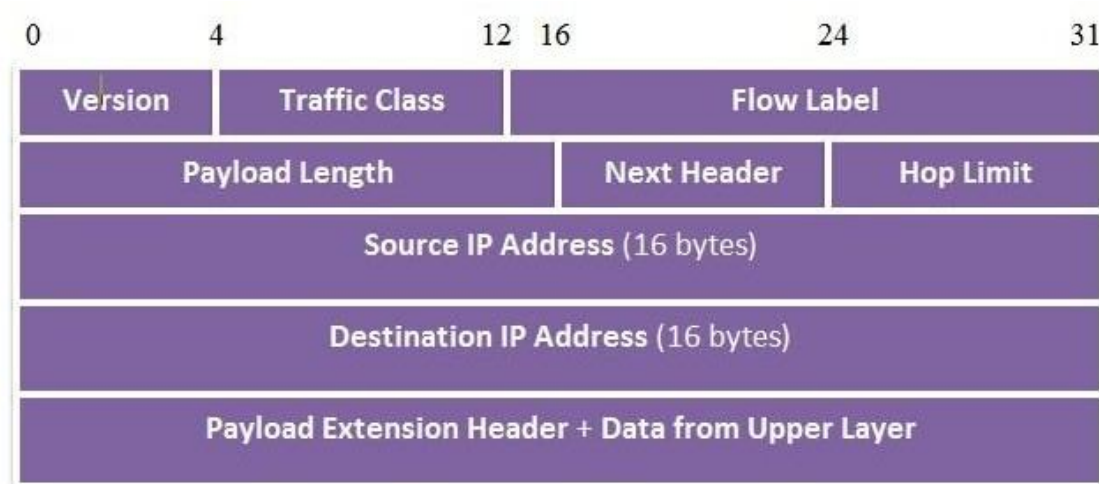 0 4 12 16 24 31
Version Traffic Class Flow Label
Payload Length Next Header Hop Limit
Source IP Address (16 bytes)
Destination IP Address (16 bytes)
Payload Extension Header + Data from Upper Layer